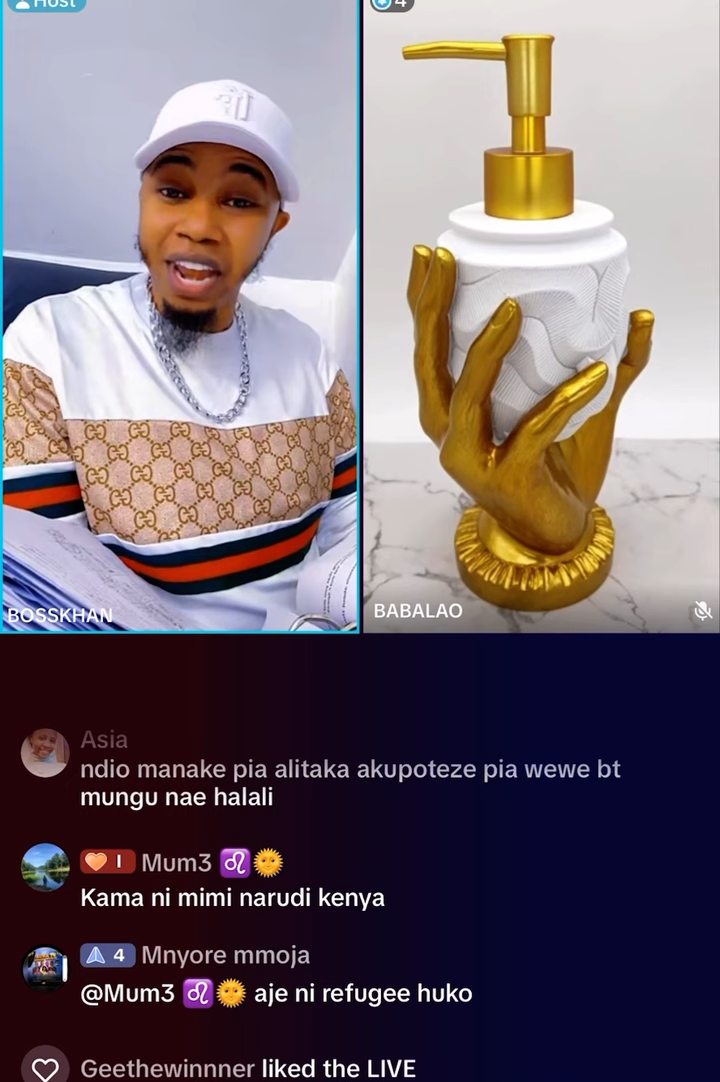 Host
4
BOSSKHAN
BABALAO
Asia
ndio manake pia alitaka akupoteze pia wewe bt
mungu nae halali
I Mum3 ♌🌞
Kama ni mimi narudi kenya
4 Mnyore mmoja
@Mum3 ♌🌞 aje ni refugee huko
Geethewinnner liked the LIVE